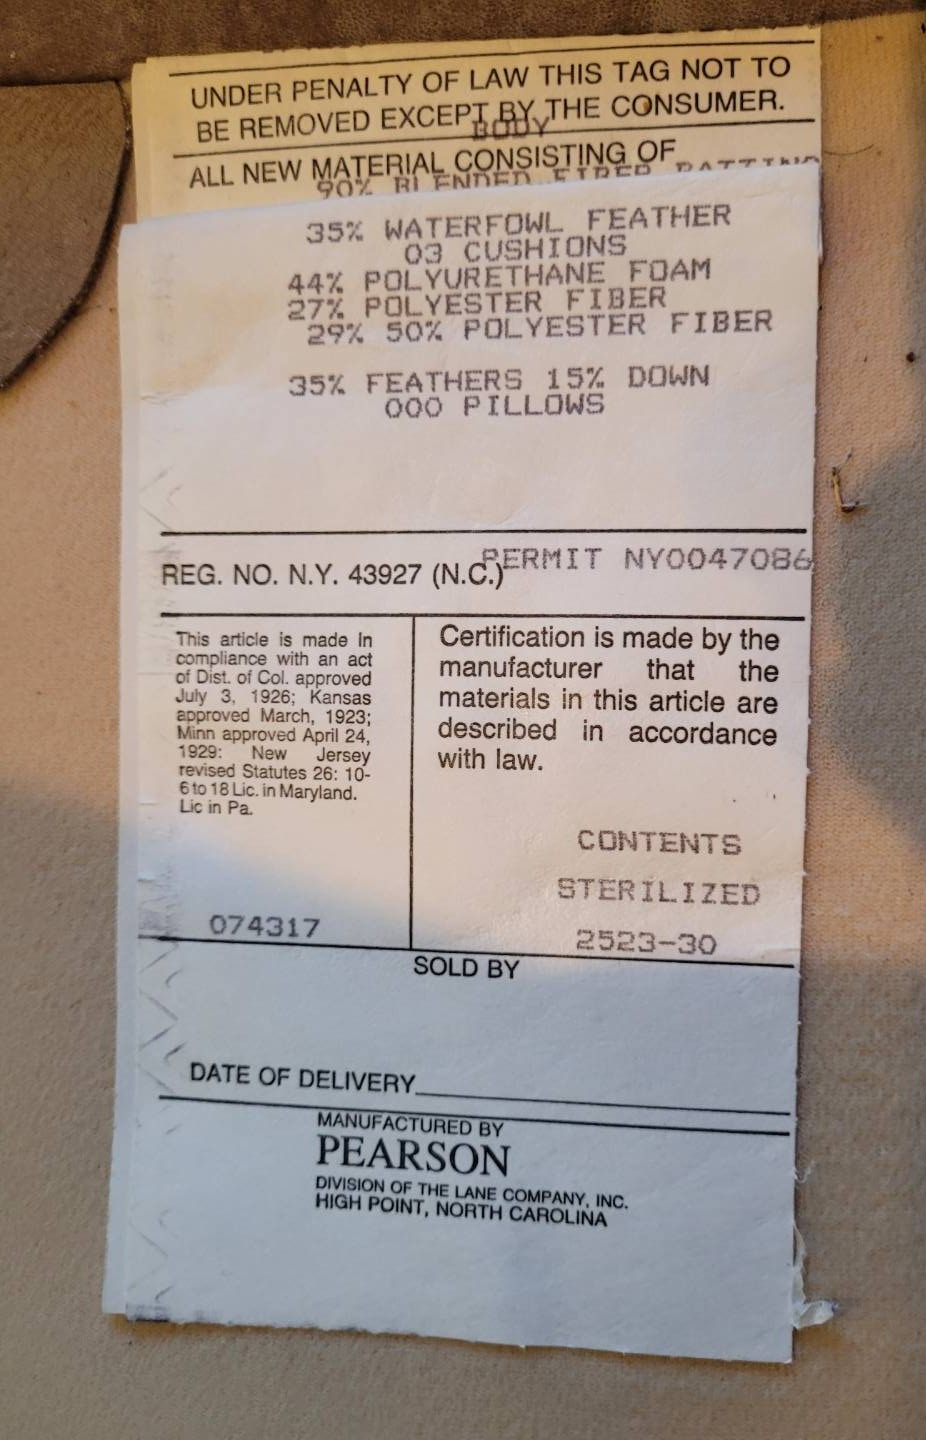 UNDER PENALTY OF LAW THIS TAG NOT TO
BE REMOVED EXCEPT BY THE CONSUMER.
BODY
ALL NEW MATERIAL CONSISTING OF
90% BLENDED FIBER BATTING
35% WATERFOWL FEATHER
03 CUSHIONS
44% POLYURETHANE FOAM
27% POLYESTER FIBER
29% 50% POLYESTER FIBER
35% FEATHERS 15% DOWN
000 PILLOWS
PERMIT NY0047086
REG. NO. N.Y. 43927 (N.C.)
This article is made in
compliance with an act
of Dist. of Col. approved
July 3, 1926; Kansas
approved March, 1923;
Minn approved April 24,
1929: New Jersey
revised Statutes 26: 10-
6 to 18 Lic. in Maryland.
Lic in Pa.
074317
Certification is made by the
manufacturer that the
materials in this article are
described in accordance
with law.
CONTENTS
STERILIZED
2523-30
SOLD BY
DATE OF DELIVERY
MANUFACTURED BY
PEARSON
DIVISION OF THE LANE COMPANY, INC.
HIGH POINT, NORTH CAROLINA